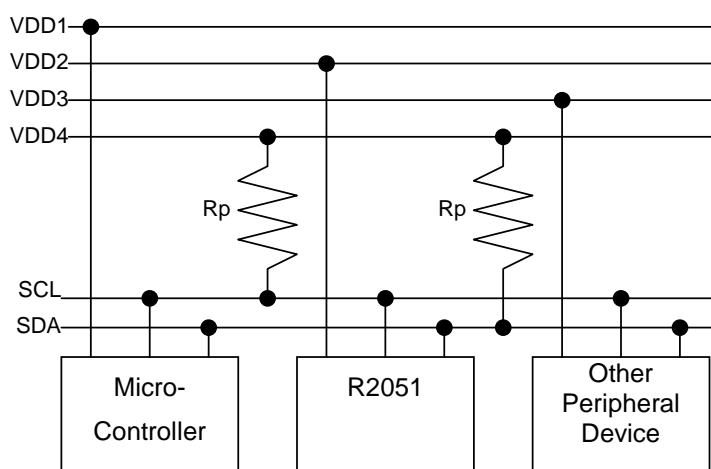 VDD1
VDD2
VDD3
VDD4
Rp
Rp
SCL
SDA
Micro-
Controller
R2051
Other
Peripheral
Device